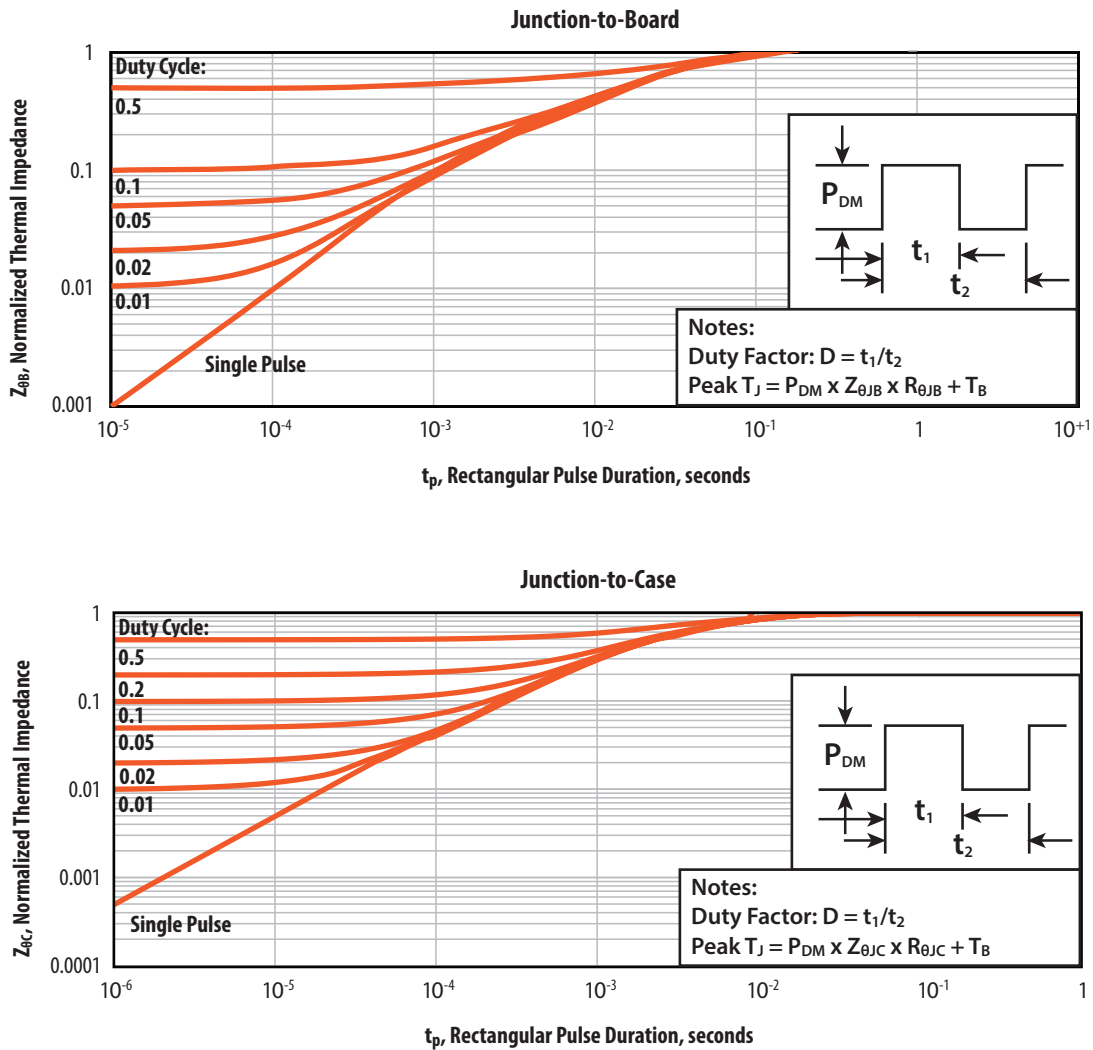 Junction-to-Board
Z_θB, Normalized Thermal Impedance
1
0.1
0.01
0.001
Duty Cycle:
0.5
0.1
0.05
0.02
0.01
Single Pulse
P_DM
t₁
t₂
Notes:
Duty Factor: D = t₁/t₂
Peak T_J = P_DM x Z_θJB x R_θJB + T_B
10⁻⁵ 10⁻⁴ 10⁻³ 10⁻² 10⁻¹ 1 10⁺¹
t_p, Rectangular Pulse Duration, seconds
Junction-to-Case
Z_θC, Normalized Thermal Impedance
1
0.1
0.01
0.001
0.0001
Duty Cycle:
0.5
0.2
0.1
0.05
0.02
0.01
Single Pulse
P_DM
t₁
t₂
Notes:
Duty Factor: D = t₁/t₂
Peak T_J = P_DM x Z_θJC x R_θJC + T_B
10⁻⁶ 10⁻⁵ 10⁻⁴ 10⁻³ 10⁻² 10⁻¹ 1
t_p, Rectangular Pulse Duration, seconds